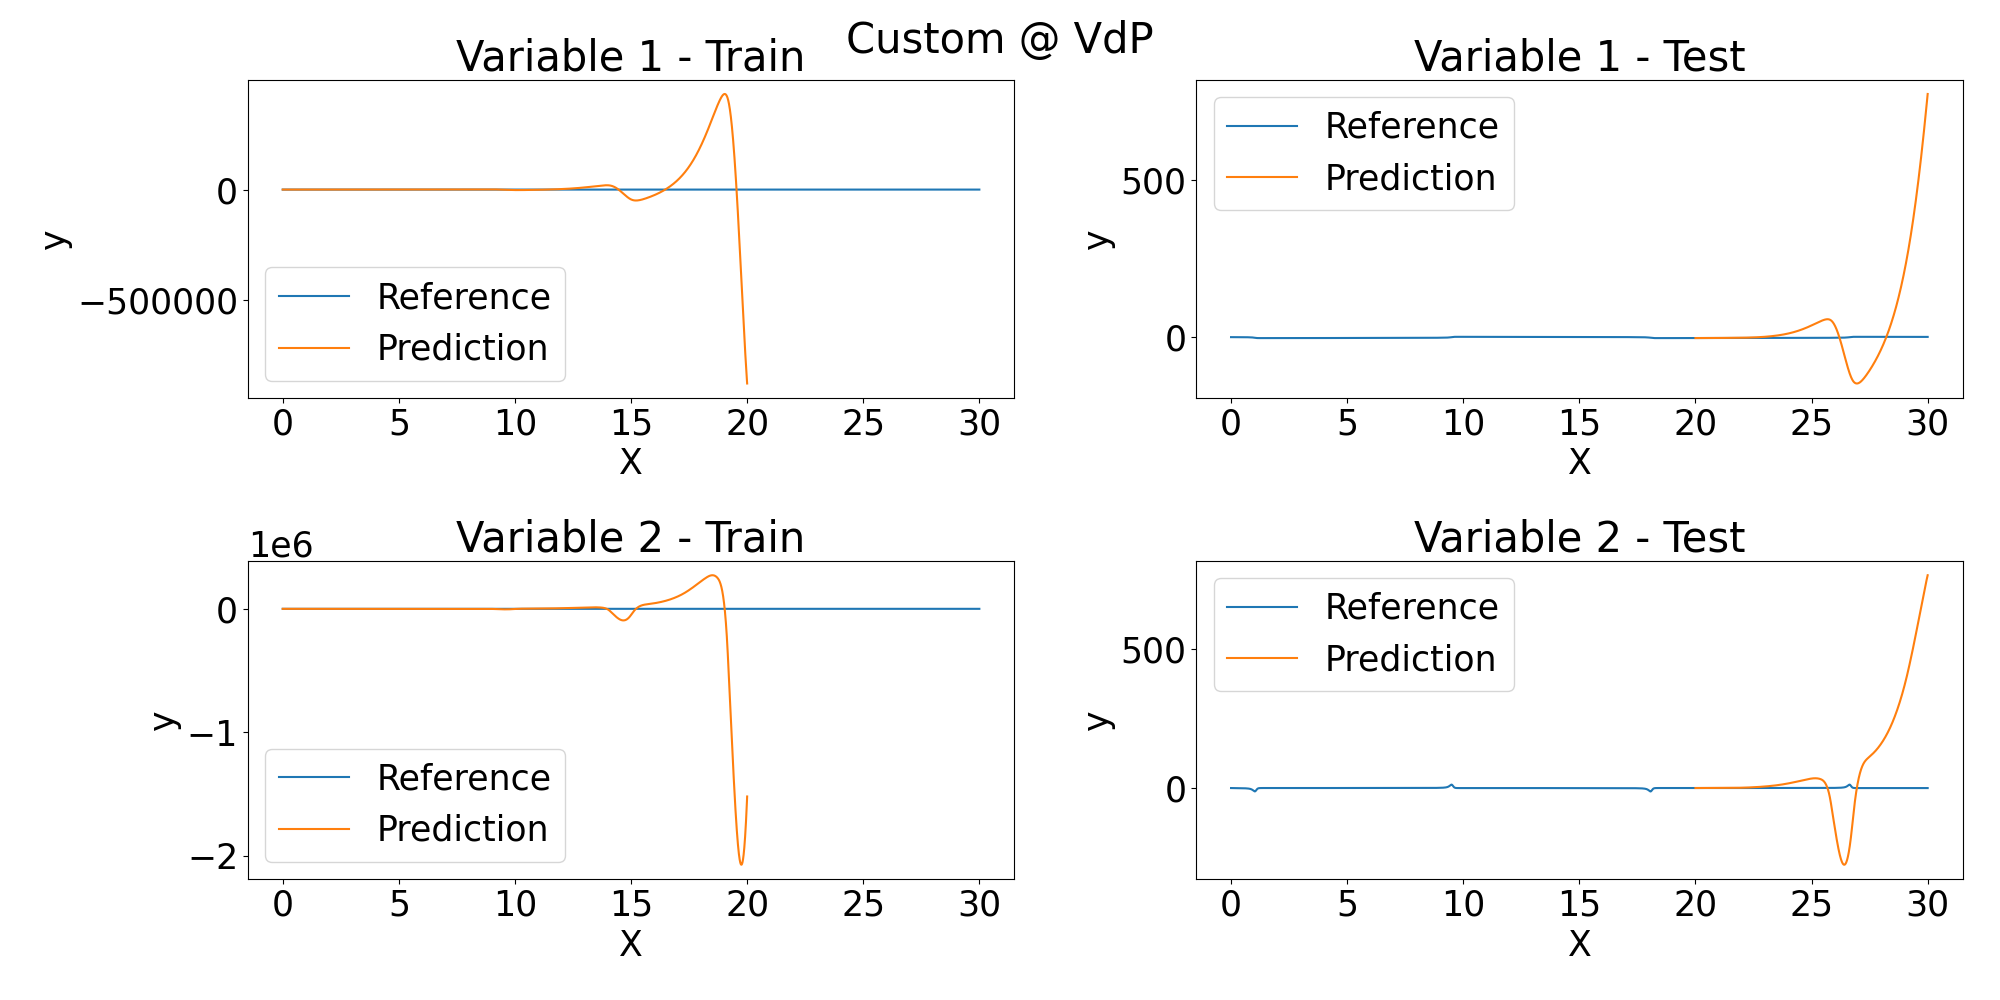 Custom @ VdP
Variable 1 - Train
y
0
−500000
Reference
Prediction
0 5 10 15 20 25 30
X
Variable 1 - Test
y
500
0
Reference
Prediction
0 5 10 15 20 25 30
X
Variable 2 - Train
1e6
y
0
−1
−2
Reference
Prediction
0 5 10 15 20 25 30
X
Variable 2 - Test
y
500
0
Reference
Prediction
0 5 10 15 20 25 30
X